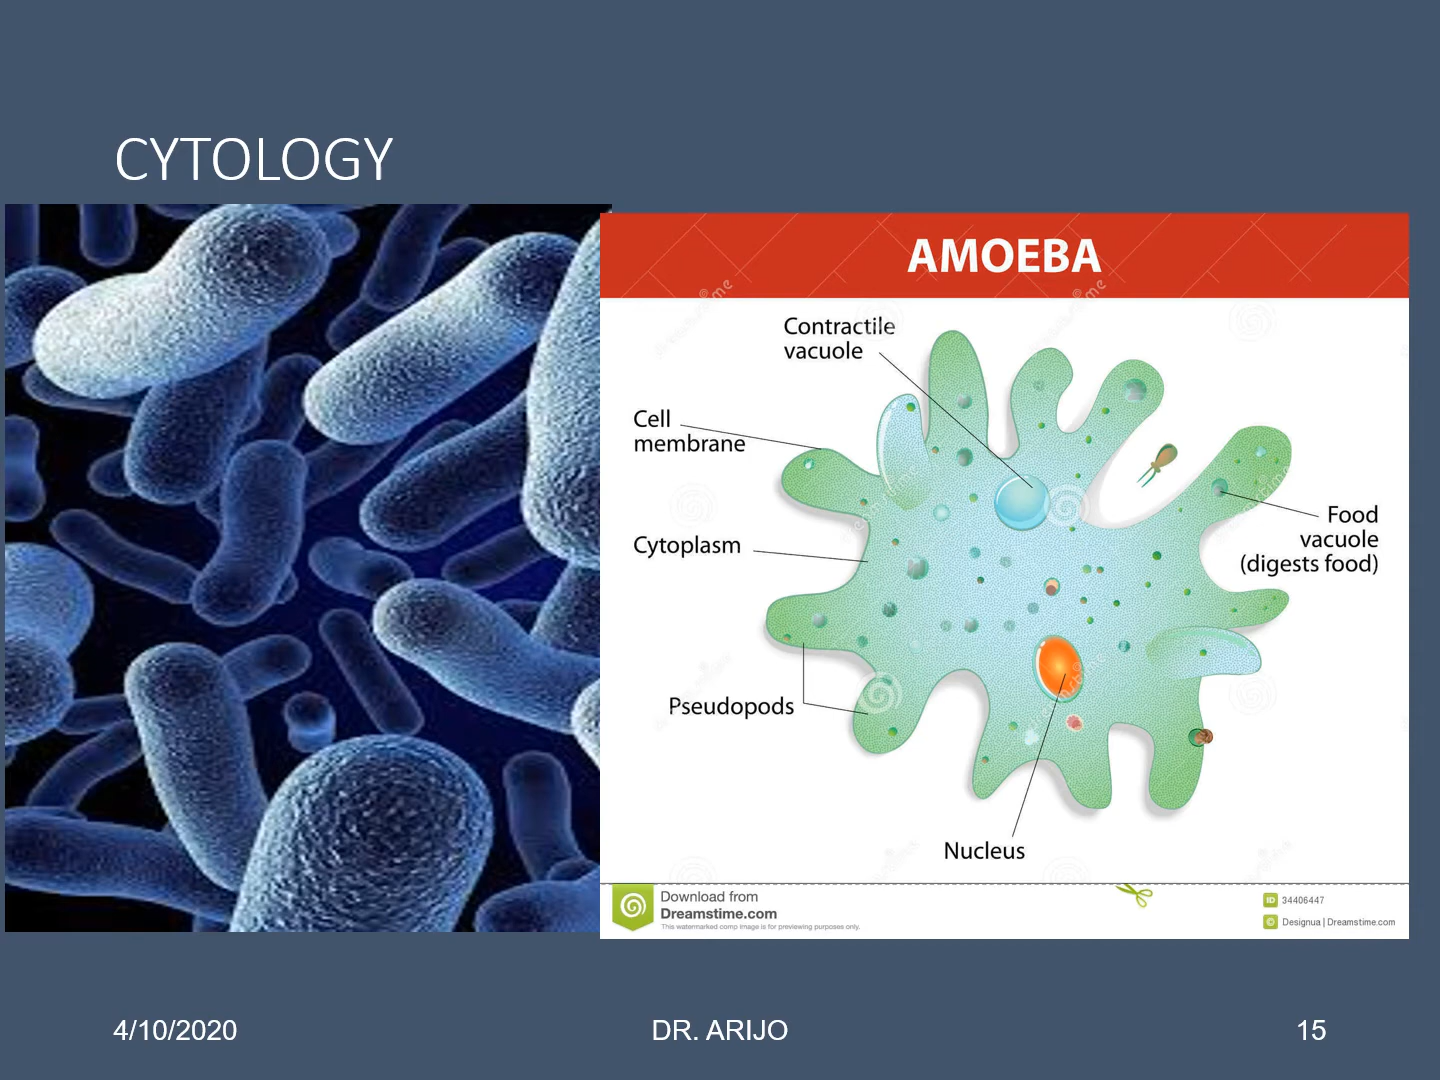 CYTOLOGY
AMOEBA
Contractile
vacuole
Cell
membrane
Cytoplasm
Food
vacuole
(digests food)
Pseudopods
Nucleus
Download from
Dreamstime.com
This watermarked comp image is for previewing purposes only.
ID 34406447
© Designua | Dreamstime.com
4/10/2020
DR. ARIJO
15